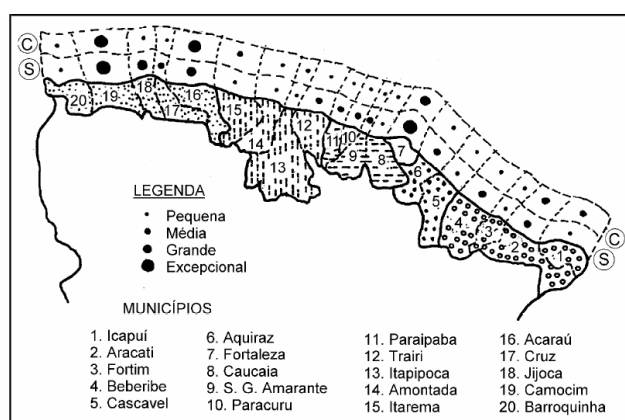 C
S
20
19
18
16
17
15
12
14
13
11
10
9
8
7
6
5
4
3
2
1
C
S
LEGENDA
Pequena
Média
Grande
Excepcional
MUNICÍPIOS
1. Icapuí
2. Aracati
3. Fortim
4. Beberibe
5. Cascavel
6. Aquiraz
7. Fortaleza
8. Caucaia
9. S. G. Amarante
10. Paracuru
11. Paraipaba
12. Trairi
13. Itapipoca
14. Amontada
15. Itarema
16. Acaraú
17. Cruz
18. Jijoca
19. Camocim
20. Barroquinha